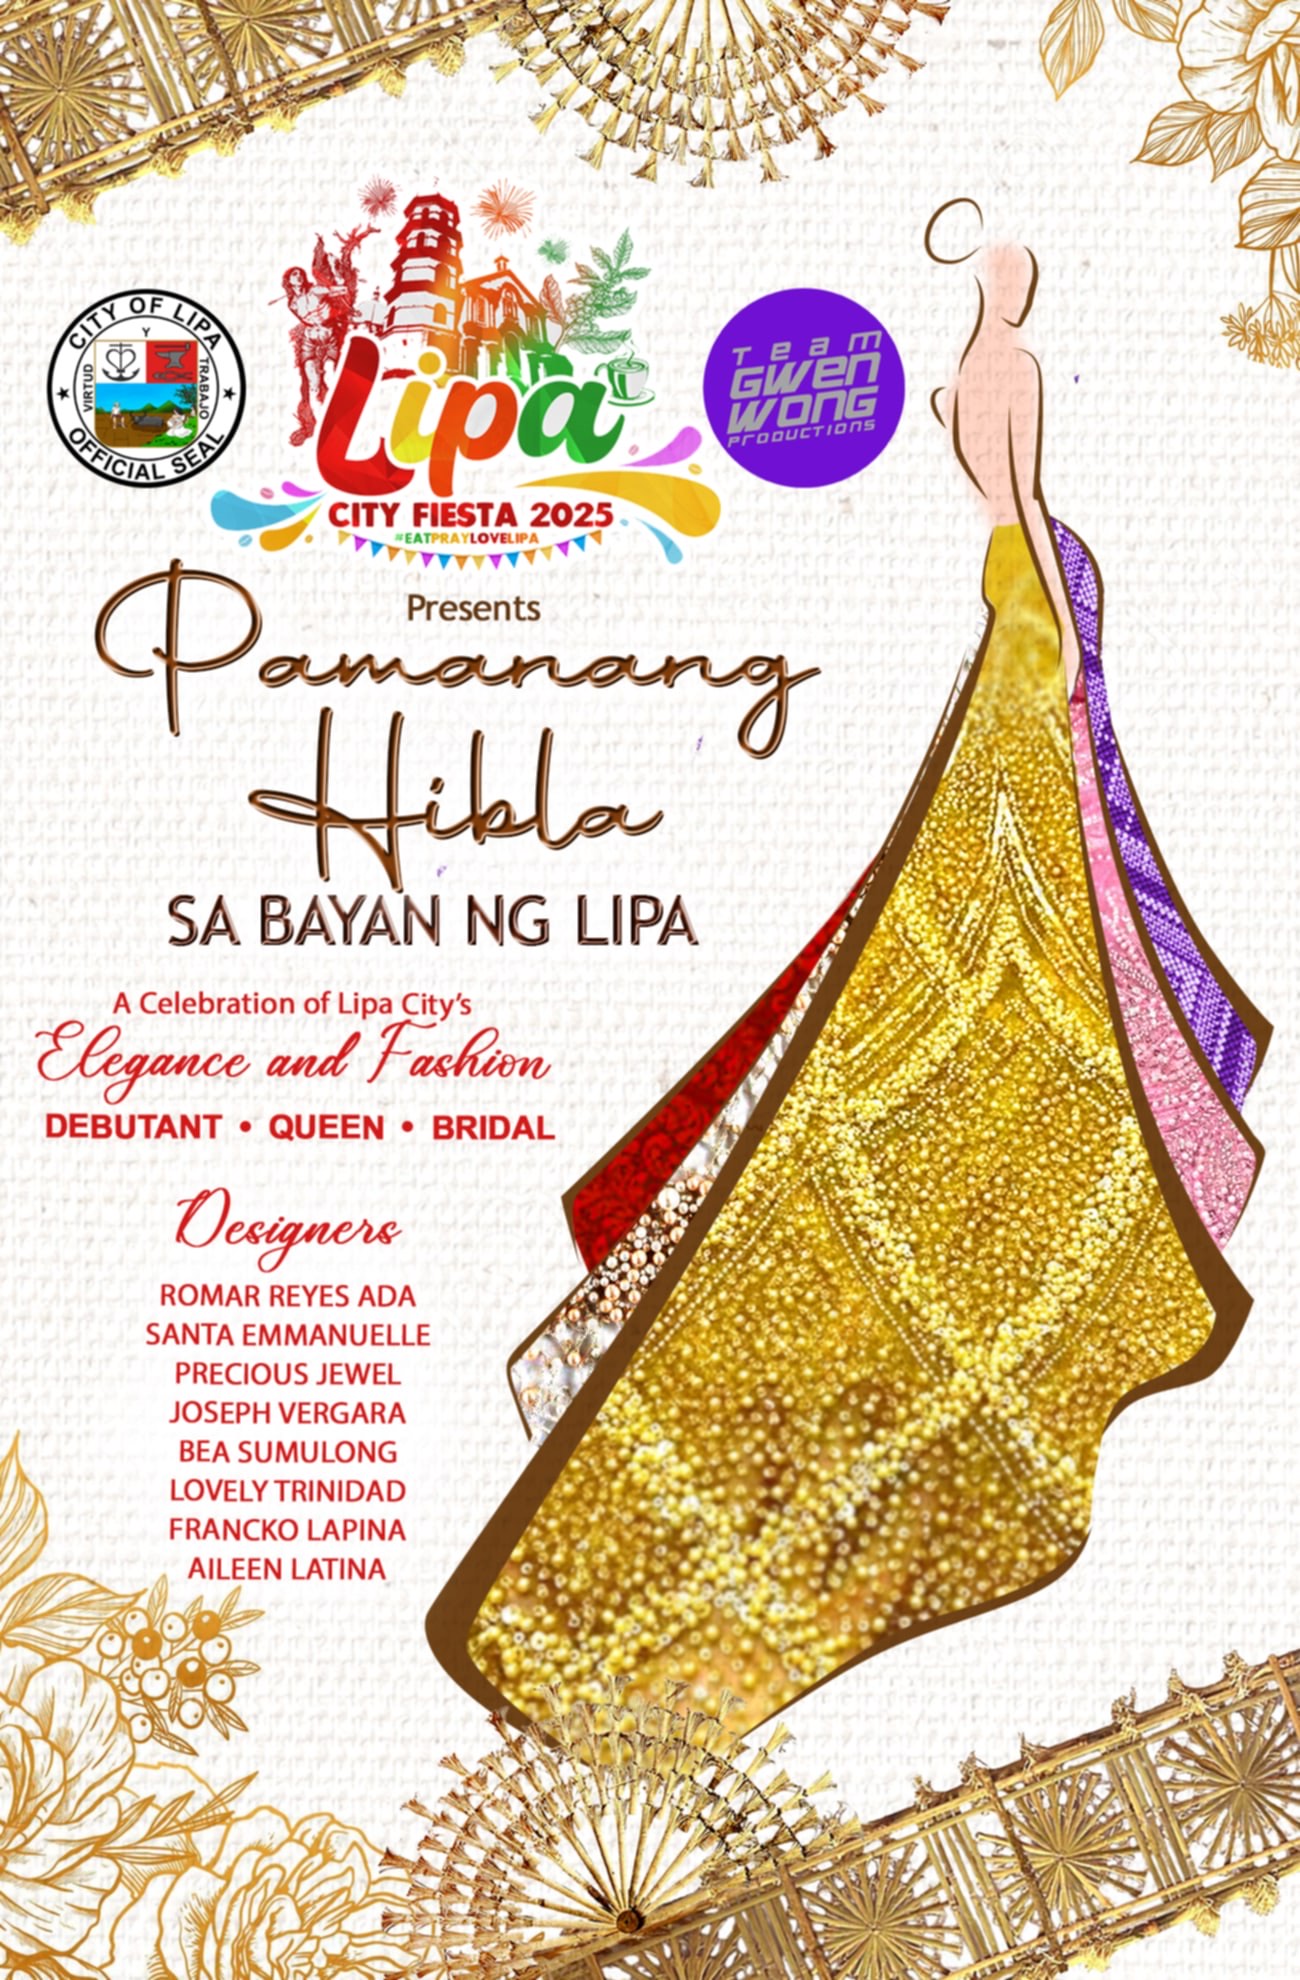 CITY OF LIPA
Y
VIRTUD
TRABAJO
OFFICIAL SEAL
Lipa
CITY FIESTA 2025
#EATPRAYLOVELIPA
TEAM
GWEN
WONG
PRODUCTIONS
Presents
Pamanang
Hibla
SA BAYAN NG LIPA
A Celebration of Lipa City's
Elegance and Fashion
DEBUTANT • QUEEN • BRIDAL
Designers
ROMAR REYES ADA
SANTA EMMANUELLE
PRECIOUS JEWEL
JOSEPH VERGARA
BEA SUMULONG
LOVELY TRINIDAD
FRANCKO LAPINA
AILEEN LATINA